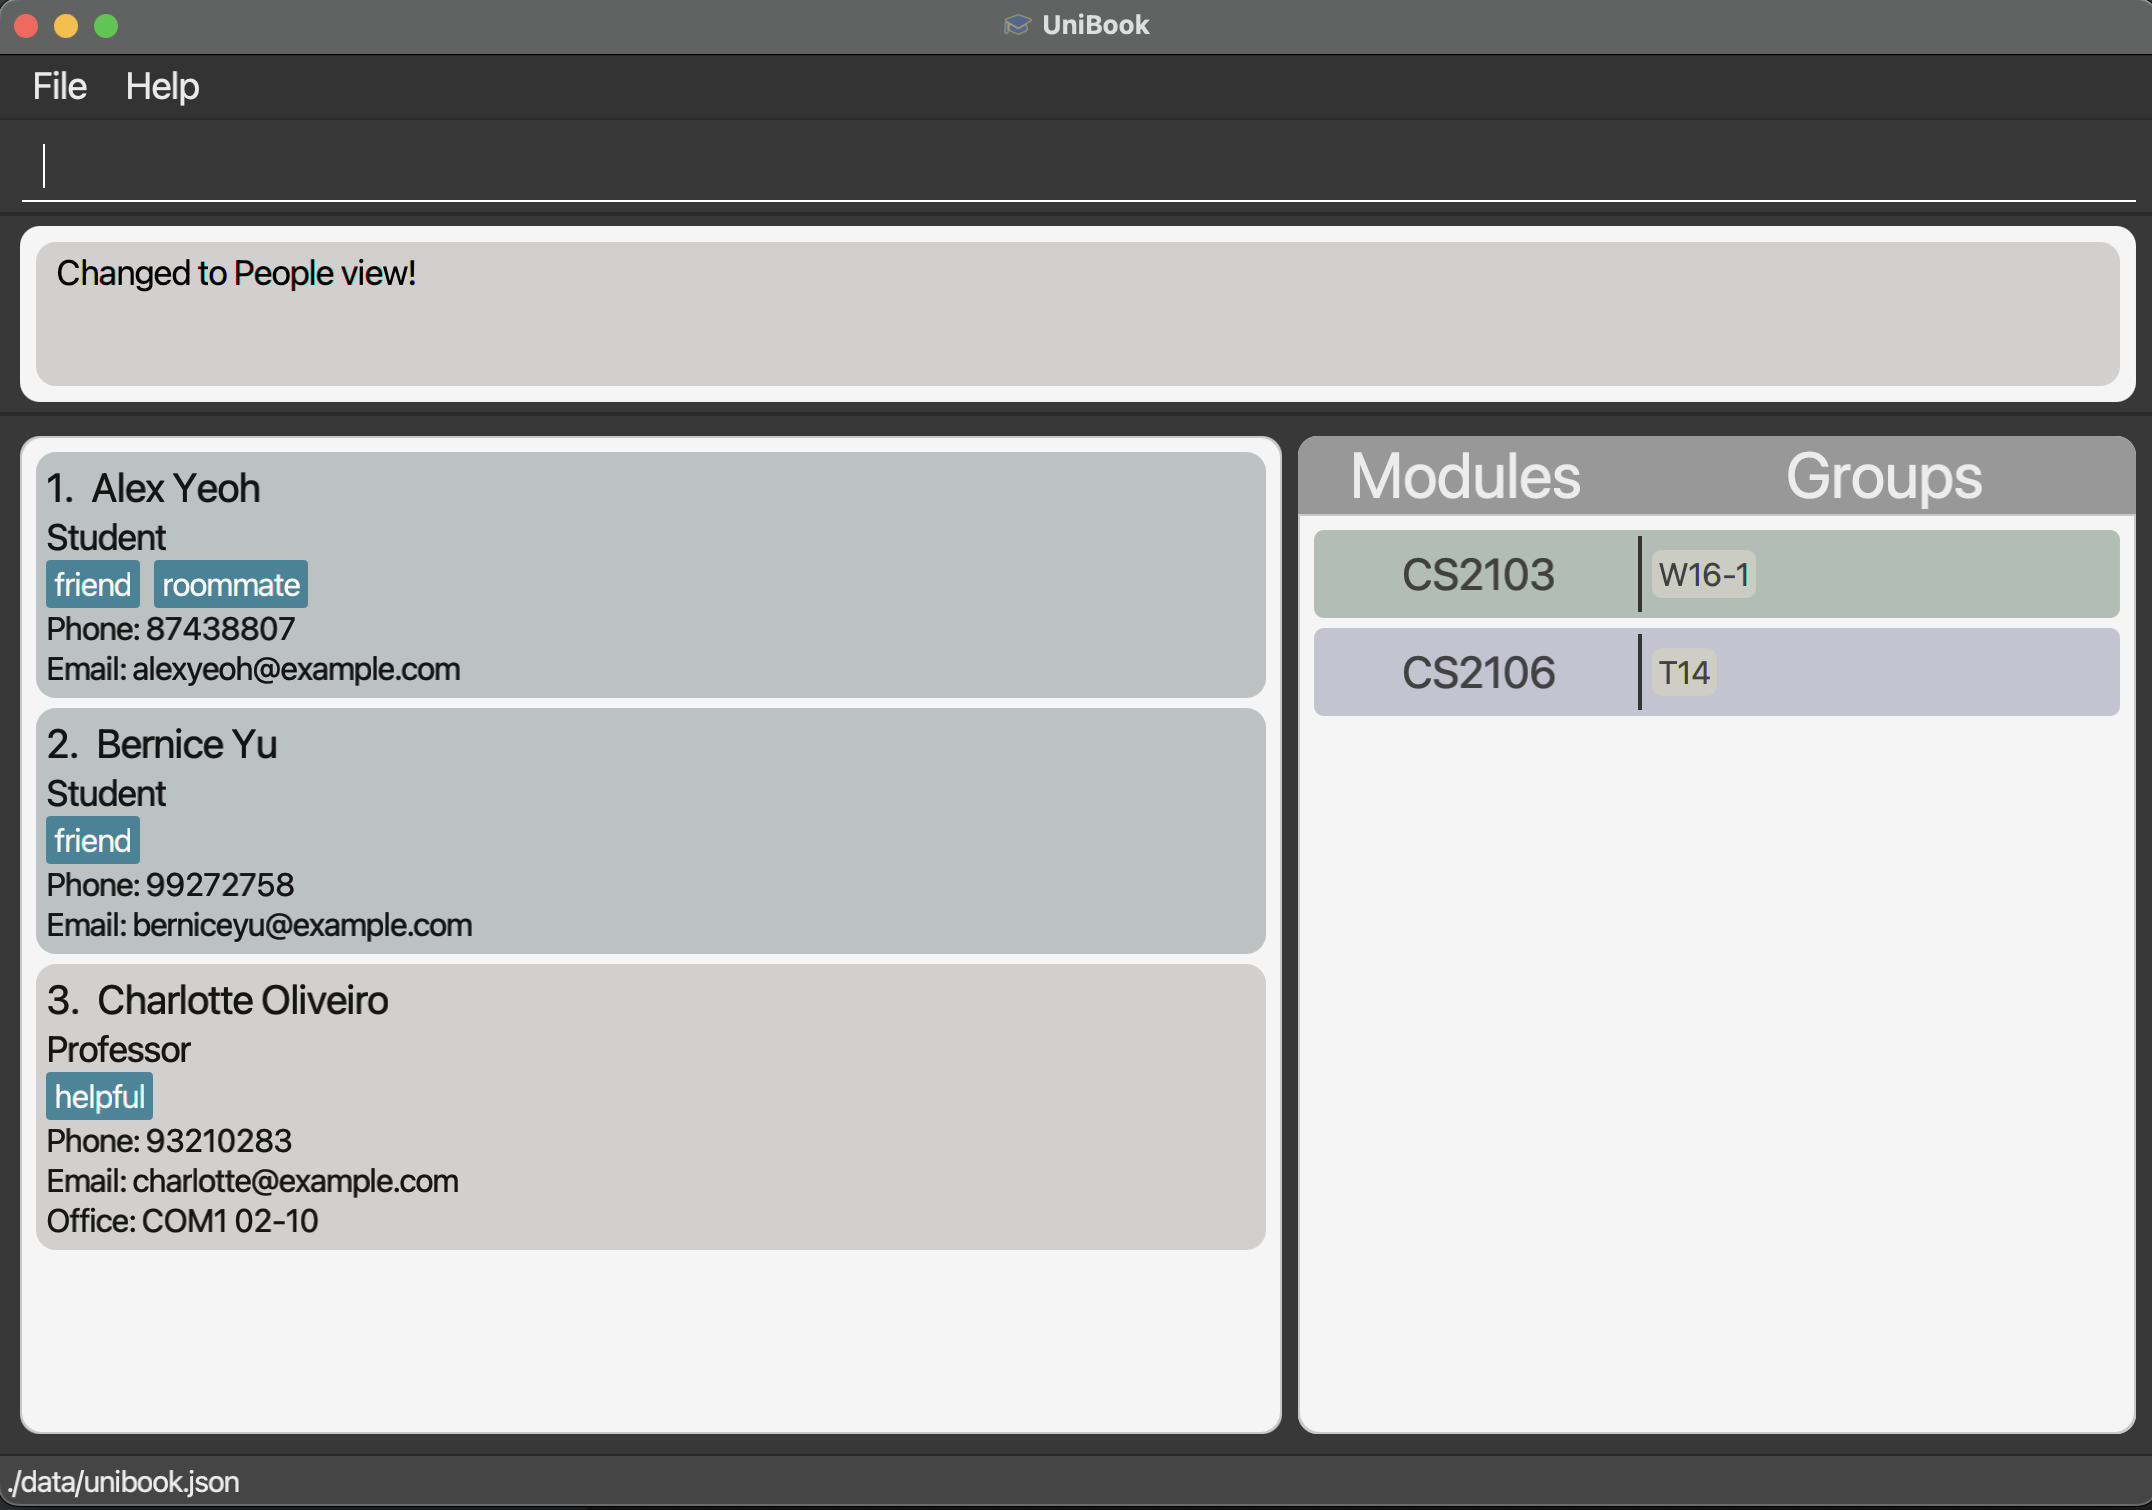 UniBook
File Help
Changed to People view!
1. Alex Yeoh
Student
friend roommate
Phone: 87438807
Email: alexyeoh@example.com
2. Bernice Yu
Student
friend
Phone: 99272758
Email: berniceyu@example.com
3. Charlotte Oliveiro
Professor
helpful
Phone: 93210283
Email: charlotte@example.com
Office: COM1 02-10
Modules Groups
CS2103 W16-1
CS2106 T14
./data/unibook.json